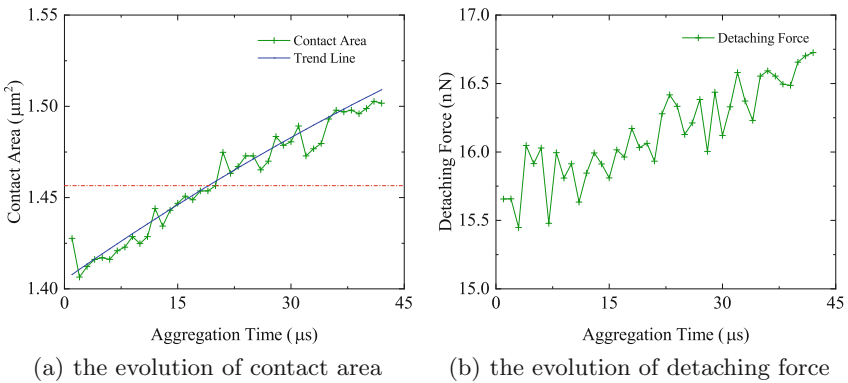 1.55
1.50
1.45
1.40
0
15
30
45
Contact Area (μm²)
Aggregation Time (μs)
Contact Area
Trend Line
(a) the evolution of contact area
17.0
16.5
16.0
15.5
15.0
0
15
30
45
Detaching Force (nN)
Aggregation Time (μs)
Detaching Force
(b) the evolution of detaching force